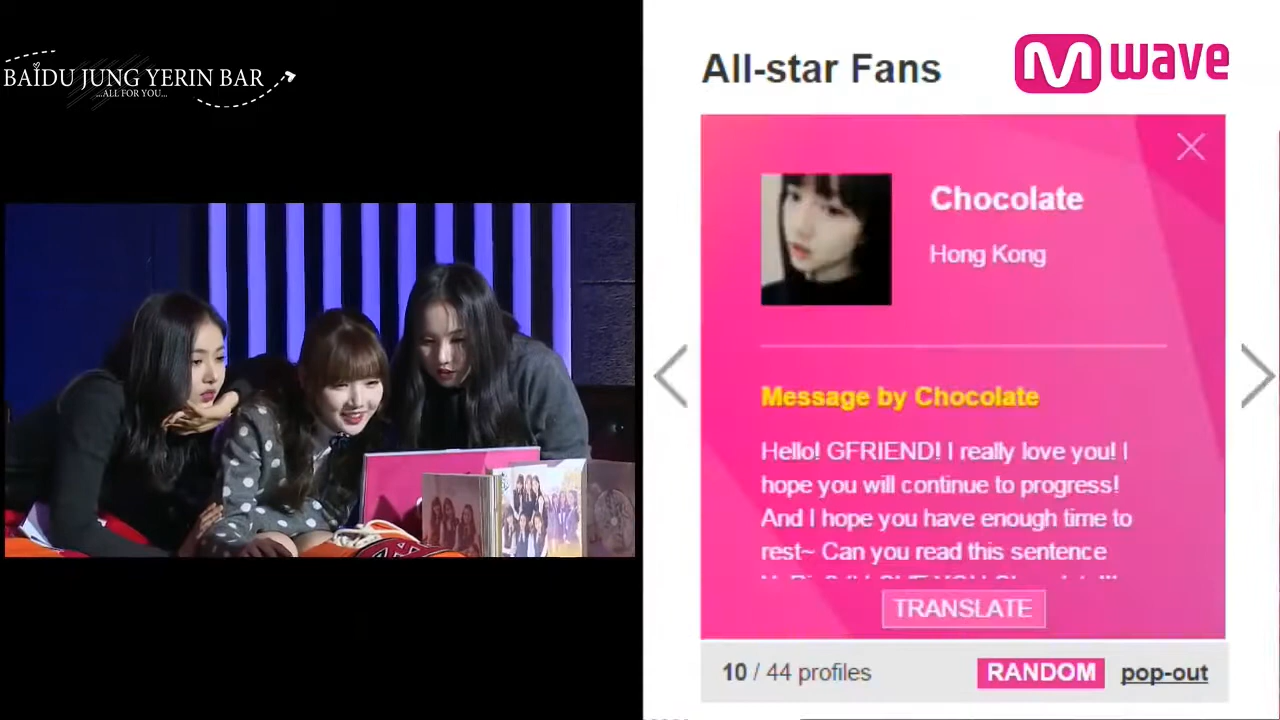 BAIDU JUNG YERIN BAR
...ALL FOR YOU...
All-star Fans
M wave
Chocolate
Hong Kong
Message by Chocolate
Hello! GFRIEND! I really love you! I
hope you will continue to progress!
And I hope you have enough time to
rest~ Can you read this sentence
TRANSLATE
10 / 44 profiles
RANDOM
pop-out